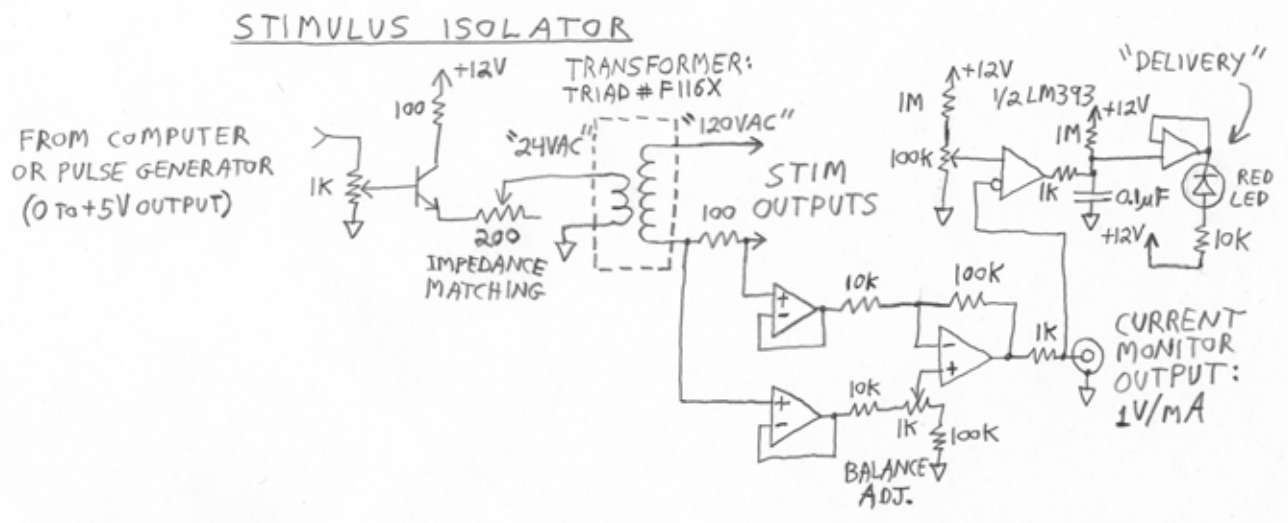 STIMULUS ISOLATOR
+12V
100
TRANSFORMER:
TRIAD # F116X
"24VAC"
"120VAC"
FROM COMPUTER
OR PULSE GENERATOR
(0 TO +5V OUTPUT)
1K
200
IMPEDANCE
MATCHING
STIM
OUTPUTS
100
+12V
1M
1/2 LM393
100K
1K
+12V
1M
0.1μF
"DELIVERY"
RED
LED
+12V
10K
10K
100K
1K
10K
1K
100K
BALANCE
ADJ.
CURRENT
MONITOR
OUTPUT:
1V/mA